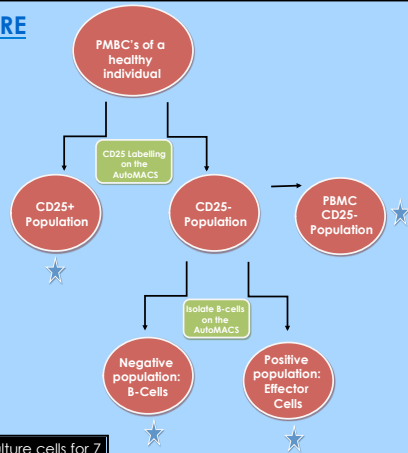 RE
PMBC's of a
healthy
individual
CD25 Labelling
on the
AutoMACS
CD25+
Population
CD25-
Population
PBMC
CD25-
Population
Isolate B-cells
on the
AutoMACS
Negative
population:
B-Cells
Positive
population:
Effector
Cells
lture cells for 7